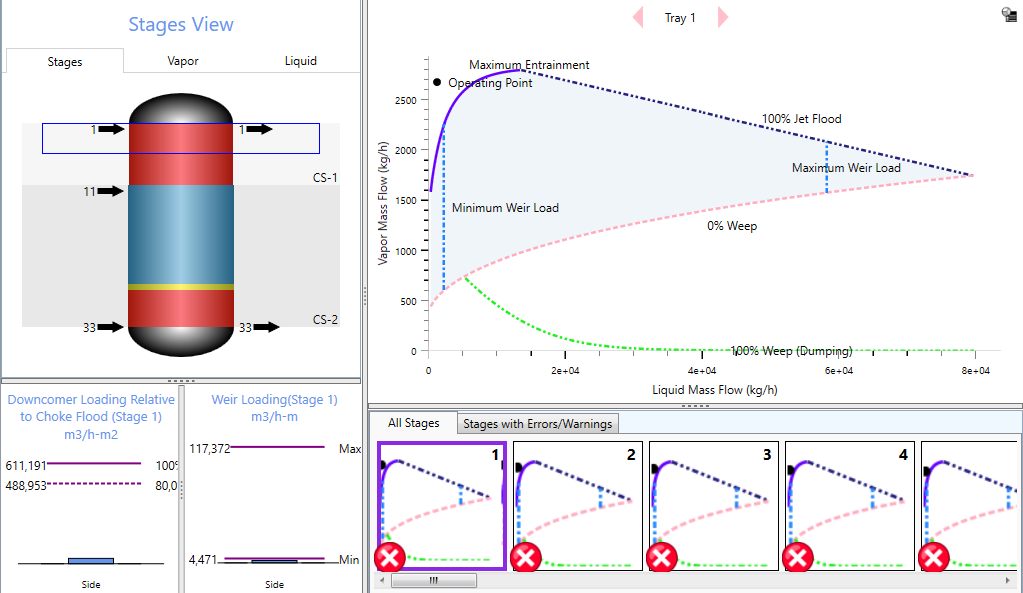 Stages View
Stages
Vapor
Liquid
1
1
CS-1
11
CS-2
33
33
Downcomer Loading Relative
to Choke Flood (Stage 1)
m3/h-m2
611,191
100%
488,953
80,0
Side
Weir Loading(Stage 1)
m3/h-m
117,372
Max
4,471
Min
Side
Tray 1
Maximum Entrainment
Operating Point
100% Jet Flood
Maximum Weir Load
Minimum Weir Load
0% Weep
100% Weep (Dumping)
Vapor Mass Flow (kg/h)
2500
2000
1500
1000
500
0
0
2e+04
4e+04
6e+04
8e+04
Liquid Mass Flow (kg/h)
All Stages
Stages with Errors/Warnings
1
2
3
4